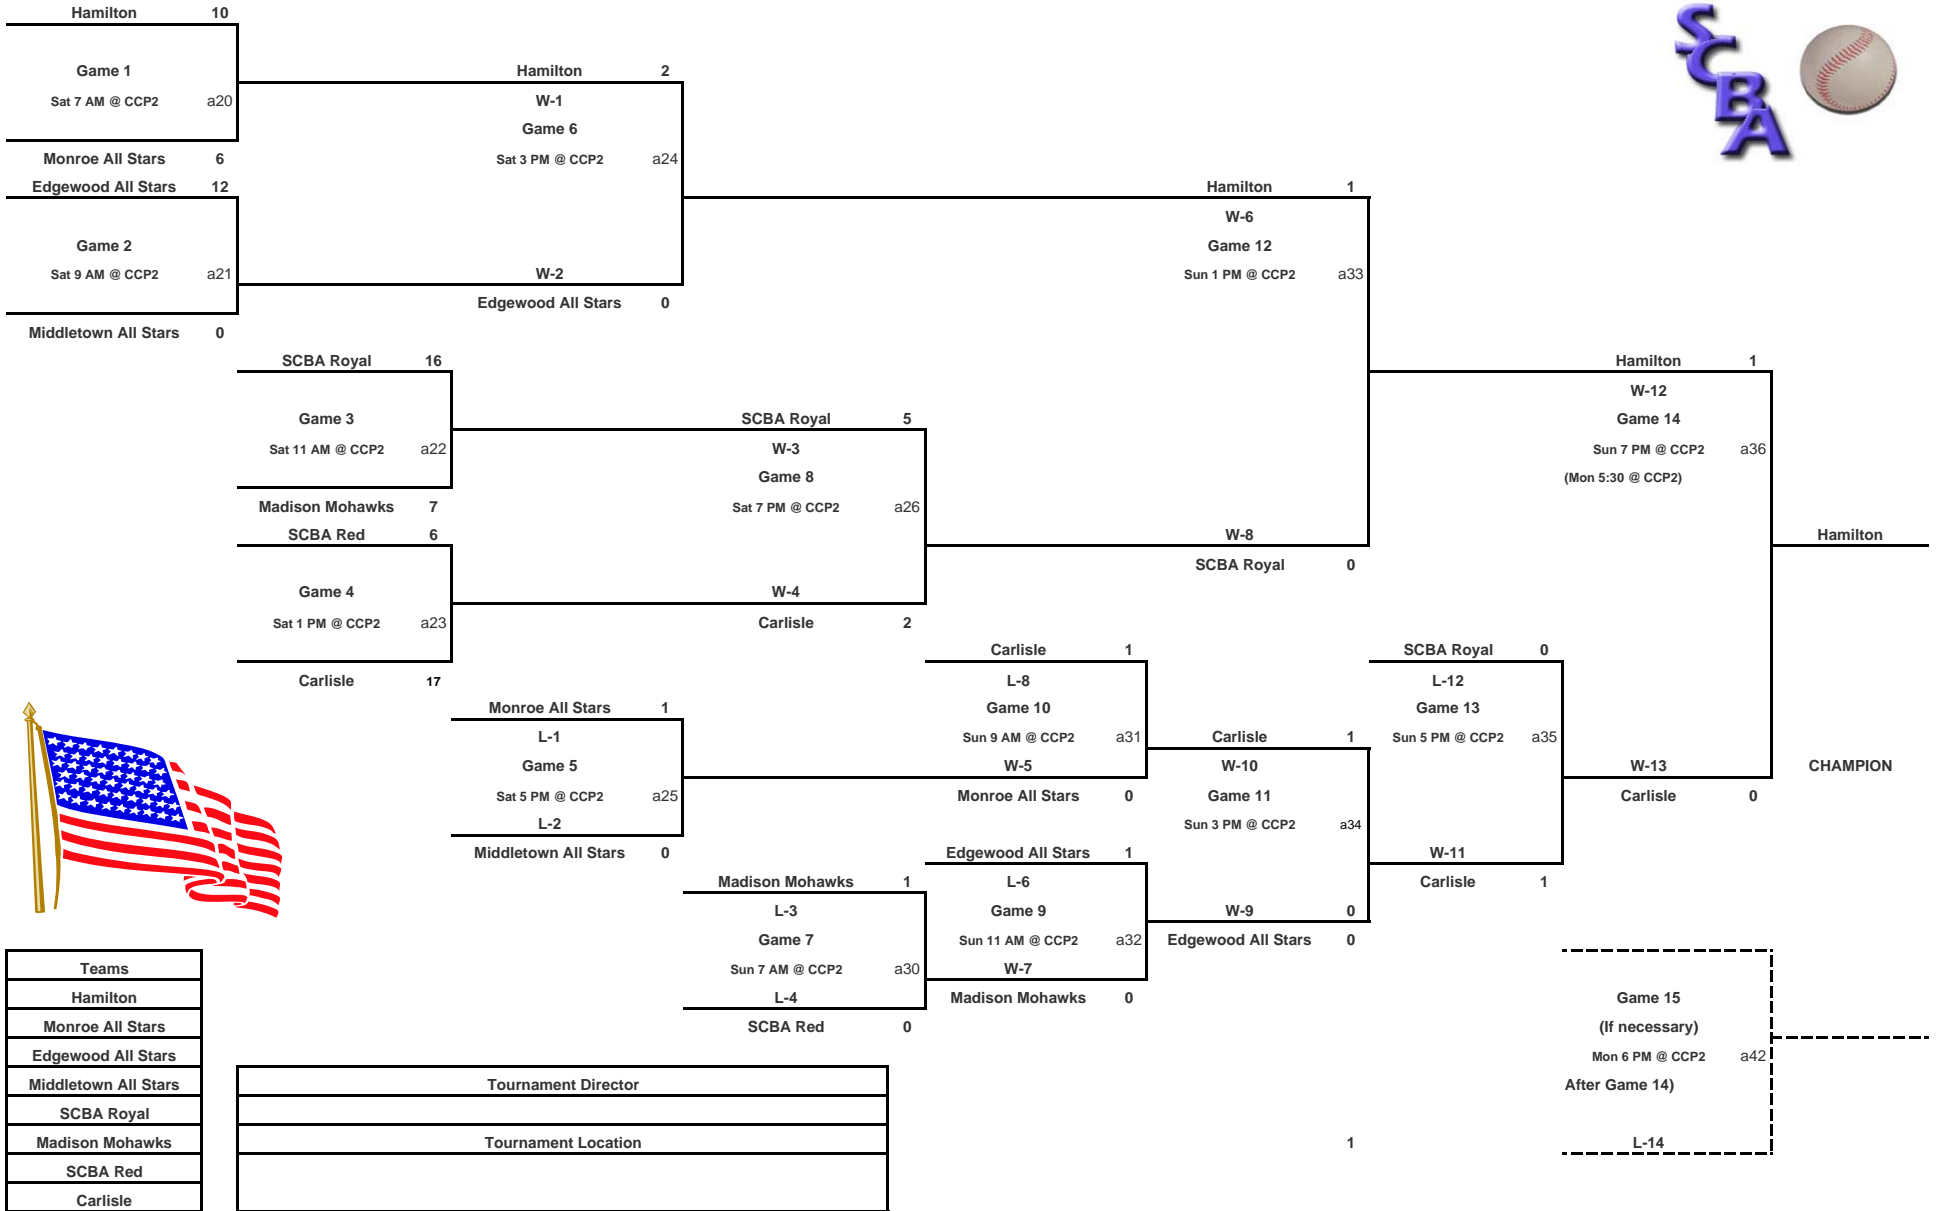 Hamilton 10
SCBA
Game 1
Hamilton 2
Sat 7 AM @ CCP2 a20
W-1
Game 6
Monroe All Stars 6
Sat 3 PM @ CCP2 a24
Edgewood All Stars 12
Hamilton 1
W-6
Game 2
Game 12
Sat 9 AM @ CCP2 a21
W-2
Sun 1 PM @ CCP2 a33
Edgewood All Stars 0
Middletown All Stars 0
SCBA Royal 16
Hamilton 1
W-12
Game 3
SCBA Royal 5
Game 14
Sat 11 AM @ CCP2 a22
W-3
Sun 7 PM @ CCP2 a36
Game 8
(Mon 5:30 @ CCP2)
Madison Mohawks 7
Sat 7 PM @ CCP2 a26
SCBA Red 6
W-8
Hamilton
SCBA Royal 0
Game 4
W-4
Sat 1 PM @ CCP2 a23
Carlisle 2
Carlisle 1
SCBA Royal 0
Carlisle 17
L-8
L-12
Monroe All Stars 1
Game 10
Game 13
L-1
Sun 9 AM @ CCP2 a31
Carlisle 1
Sun 5 PM @ CCP2 a35
Game 5
W-5
W-10
W-13
CHAMPION
Sat 5 PM @ CCP2 a25
Monroe All Stars 0
Game 11
Carlisle 0
L-2
Sun 3 PM @ CCP2 a34
Middletown All Stars 0
Edgewood All Stars 1
W-11
Madison Mohawks 1
L-6
Carlisle 1
L-3
Game 9
W-9 0
Game 7
Sun 11 AM @ CCP2 a32
Edgewood All Stars 0
Teams
Sun 7 AM @ CCP2 a30
W-7
Hamilton
L-4
Madison Mohawks 0
Game 15
Monroe All Stars
SCBA Red 0
(If necessary)
Edgewood All Stars
Mon 6 PM @ CCP2 a42
Middletown All Stars
Tournament Director
After Game 14)
SCBA Royal
Madison Mohawks
Tournament Location
1
L-14
SCBA Red
Carlisle